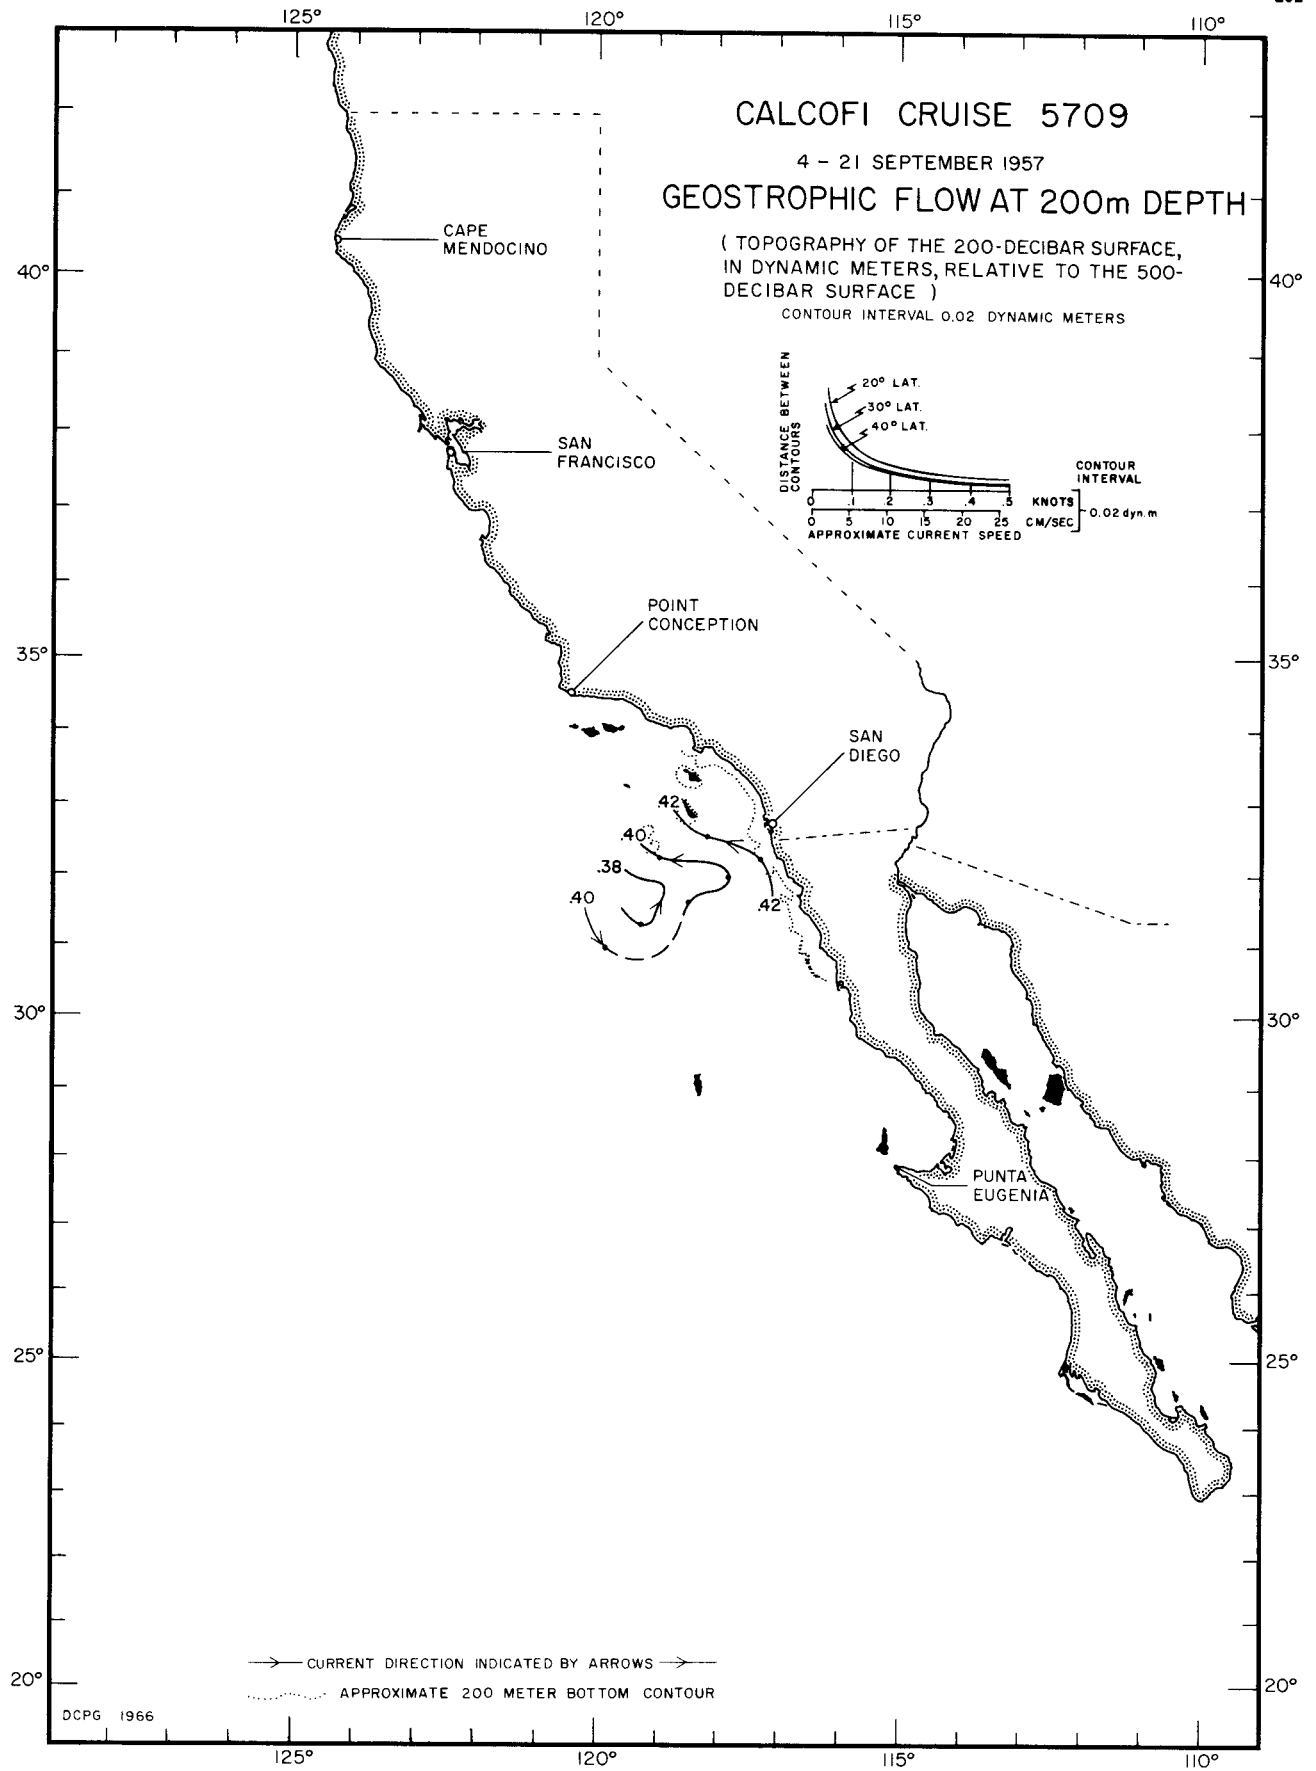 125° 120° 115° 110°
CALCOFI CRUISE 5709
4 – 21 SEPTEMBER 1957
GEOSTROPHIC FLOW AT 200m DEPTH
( TOPOGRAPHY OF THE 200-DECIBAR SURFACE,
IN DYNAMIC METERS, RELATIVE TO THE 500-
DECIBAR SURFACE )
CONTOUR INTERVAL 0.02 DYNAMIC METERS
CAPE
MENDOCINO
40° 40°
DISTANCE BETWEEN
CONTOURS
20° LAT.
30° LAT.
40° LAT.
CONTOUR
INTERVAL
0 .1 .2 .3 .4 .5 KNOTS
0.02 dyn.m
0 5 10 15 20 25 CM/SEC
APPROXIMATE CURRENT SPEED
SAN
FRANCISCO
POINT
CONCEPTION
35° 35°
SAN
DIEGO
.42
.40
.38
.40
.42
30° 30°
PUNTA
EUGENIA
25° 25°
CURRENT DIRECTION INDICATED BY ARROWS
20° 20°
APPROXIMATE 200 METER BOTTOM CONTOUR
DCPG 1966
125° 120° 115° 110°